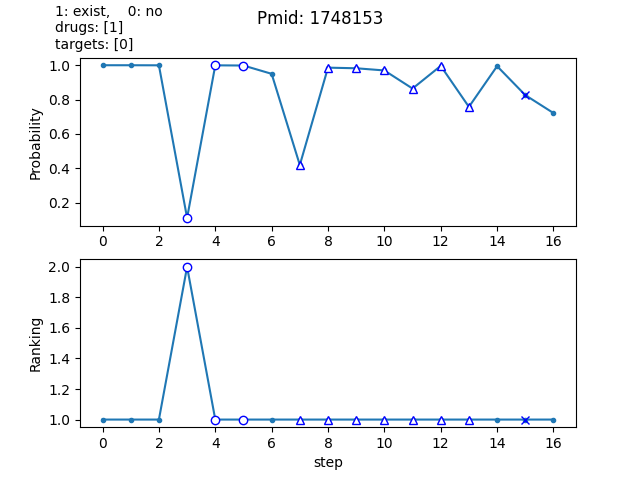 1: exist,    0: no
drugs: [1]
targets: [0]
Pmid: 1748153
Probability
1.0
0.8
0.6
0.4
0.2
0 2 4 6 8 10 12 14 16
Ranking
2.0
1.8
1.6
1.4
1.2
1.0
0 2 4 6 8 10 12 14 16
step